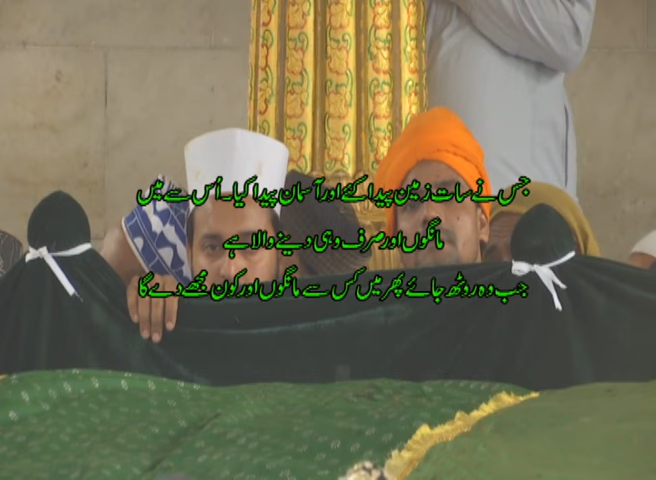 جس نے سات زمین پیدا کئے اور آسمان پیدا کیا۔ اُس سے میں
مانگوں اور صرف وہی دینے والا ہے
جب وہ روٹھ جائے پھر میں کس سے مانگوں اور کون مجھے دے گا